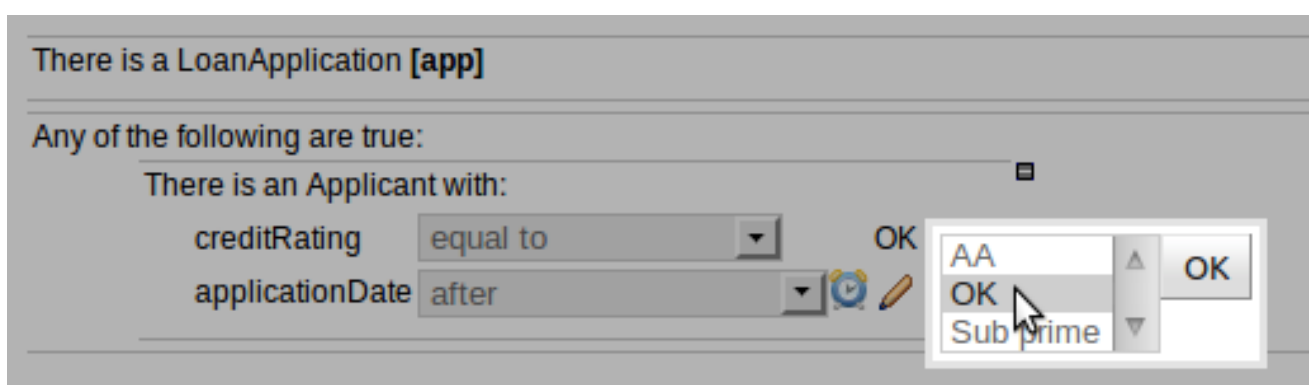 There is a LoanApplication [app]
Any of the following are true:
There is an Applicant with:
creditRating equal to OK
AA
OK
OK
applicationDate after
Sub prime